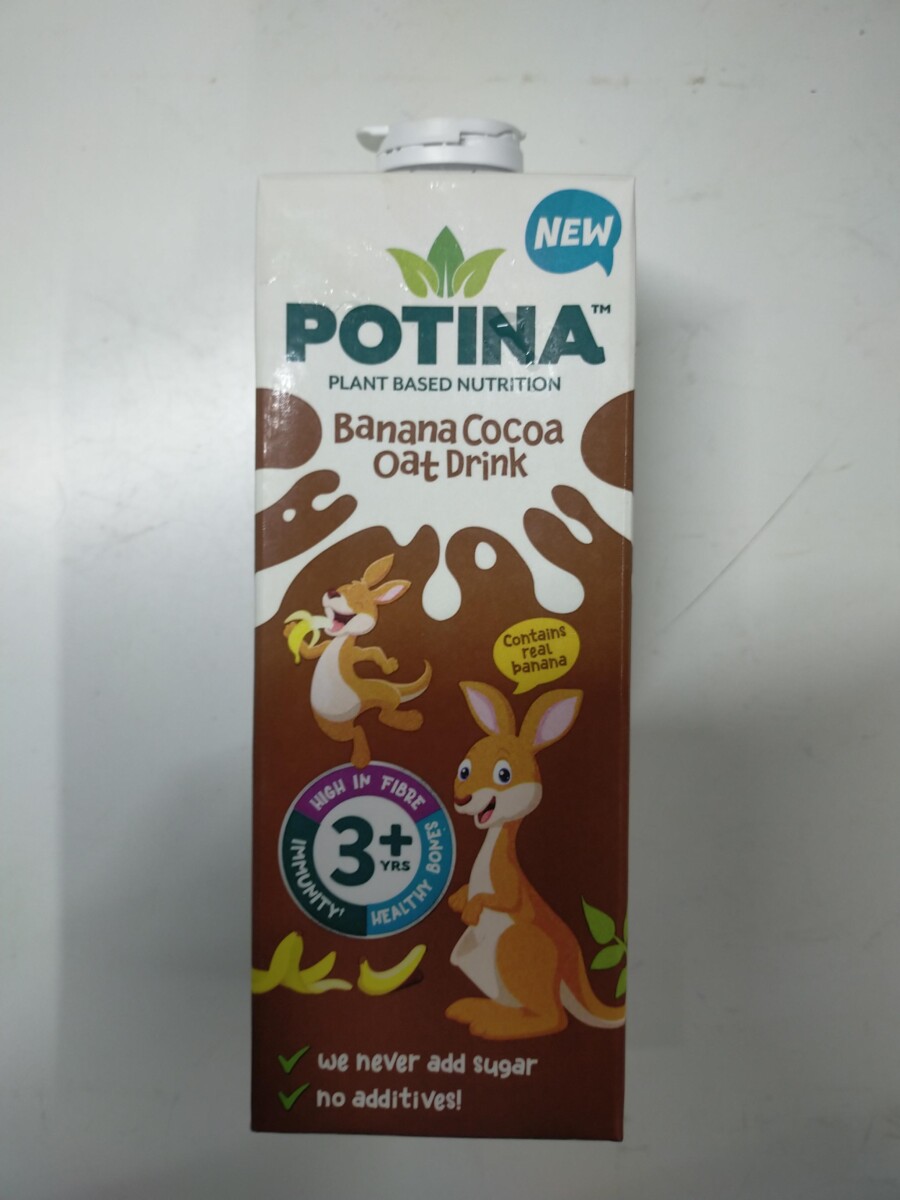 NEW
POTINA™
PLANT BASED NUTRITION
Banana Cocoa
Oat Drink
Contains
real
banana
HIGH IN FIBRE
IMMUNITY¹
HEALTHY BONES
3+
YRS
we never add sugar
no additives!